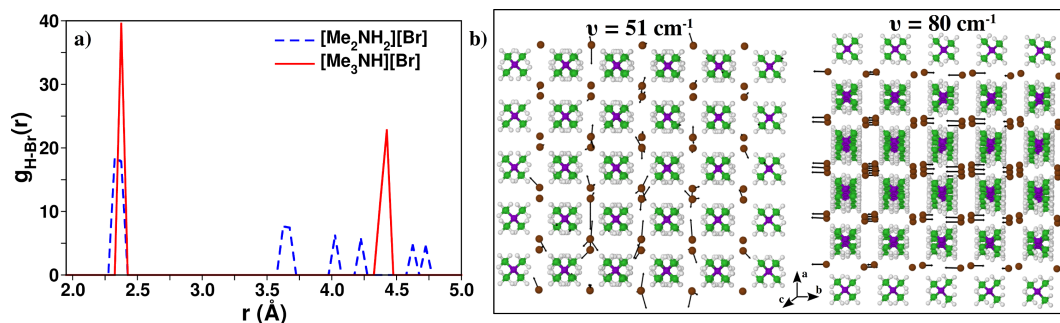 a)
[Me₂NH₂][Br]
[Me₃NH][Br]
g_H-Br(r)
40
30
20
10
0
2.0 2.5 3.0 3.5 4.0 4.5 5.0
r (Å)
b)
υ = 51 cm⁻¹
υ = 80 cm⁻¹
a
c b